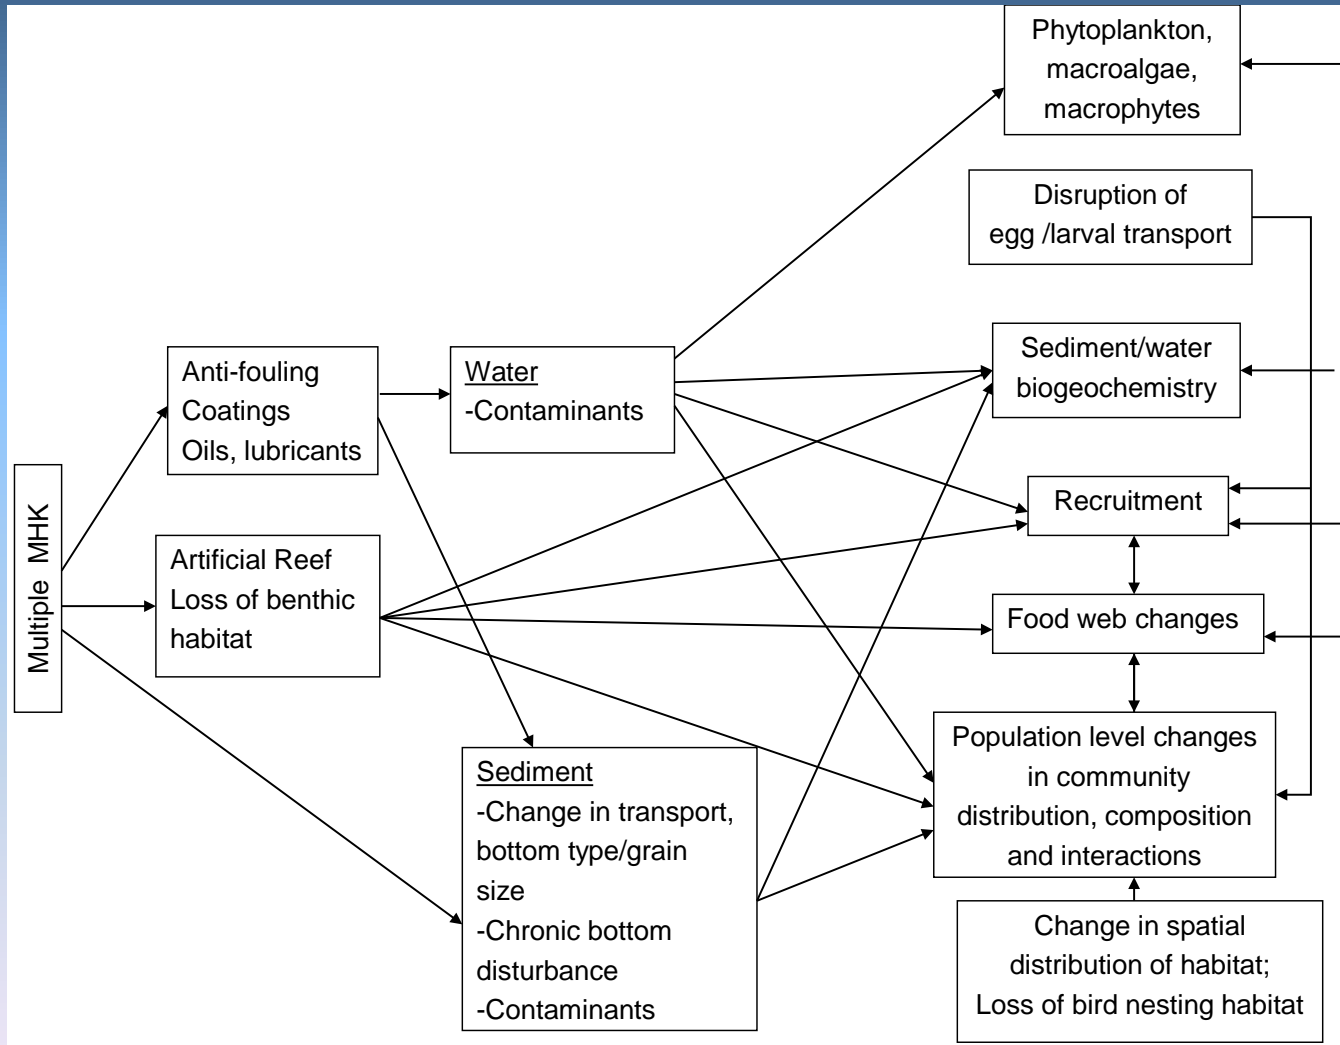 Multiple MHK
Anti-fouling
Coatings
Oils, lubricants
Artificial Reef
Loss of benthic
habitat
Water
-Contaminants
Sediment
-Change in transport,
bottom type/grain
size
-Chronic bottom
disturbance
-Contaminants
Phytoplankton,
macroalgae,
macrophytes
Disruption of
egg /larval transport
Sediment/water
biogeochemistry
Recruitment
Food web changes
Population level changes
in community
distribution, composition
and interactions
Change in spatial
distribution of habitat;
Loss of bird nesting habitat